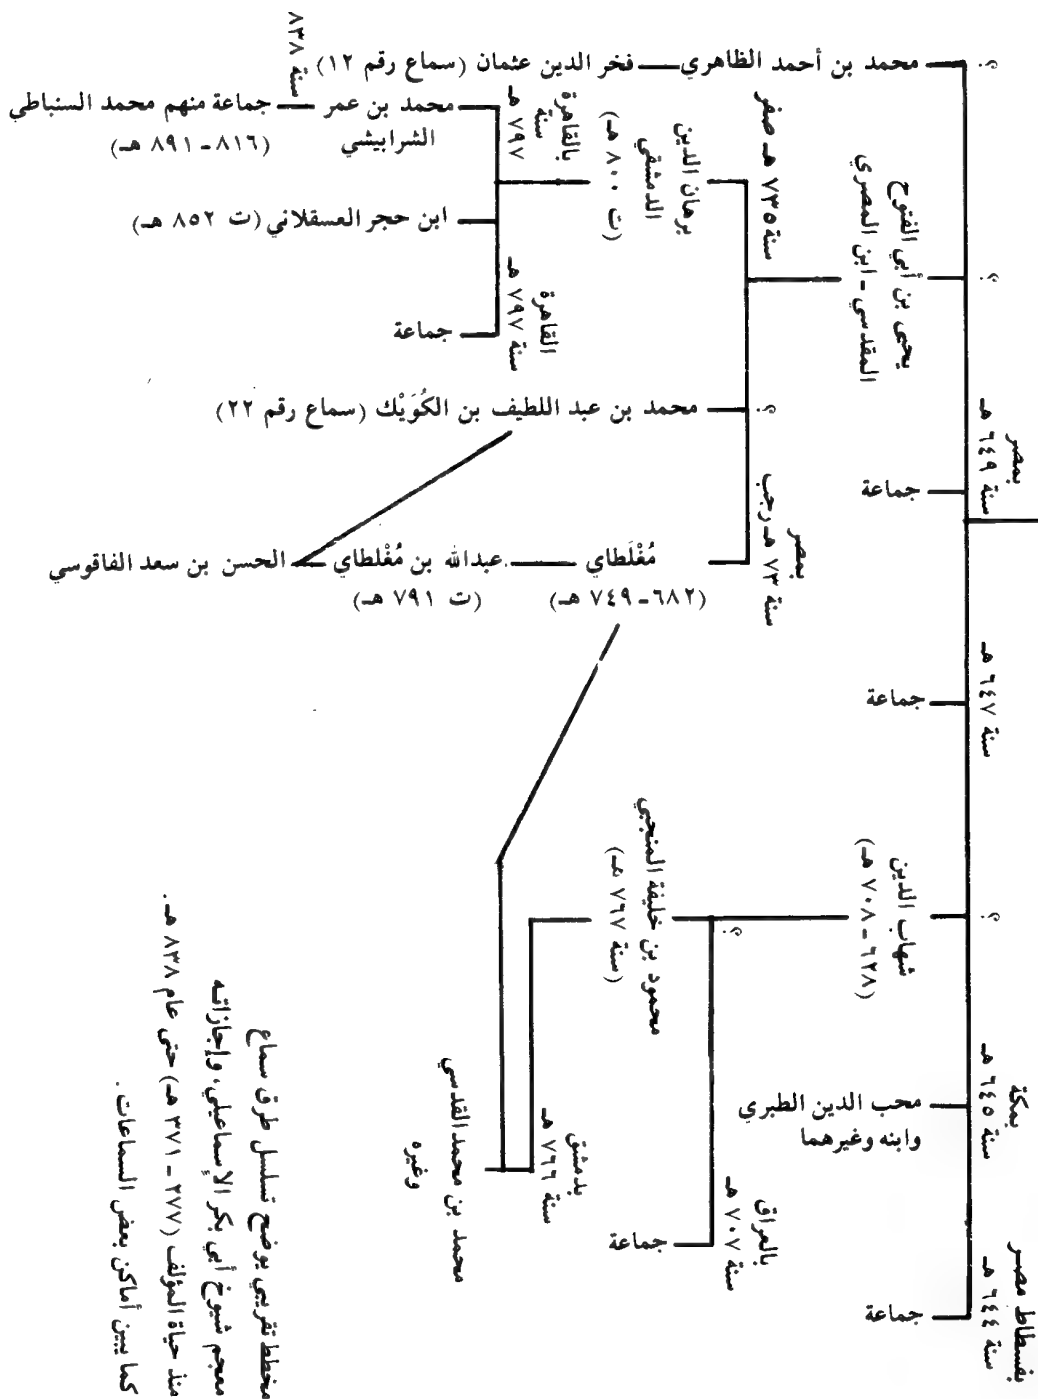 سنة ٨٣٨
؟ محمد بن أحمد الظاهري — فخر الدين عثمان (سماع رقم ١٢)
محمد بن عمر — جماعة منهم محمد السنباطي
الشرابيشي (٨١٦ - ٨٩١ هـ)
بالقاهرة
سنة
٧٩٧ هـ
ابن حجر العسقلاني (ت ٨٥٢ هـ)
القاهرة
سنة ٧٩٧ هـ
جماعة
برهان الدين
الدمشقي
(ت ٨٠٠ هـ)
سنة ٧٣٥ هـ صفر
؟
يحيى بن أبي الفتوح
المقدسي - ابن المصري
؟
محمد بن عبد اللطيف بن الكُوَيْك (سماع رقم ٢٢)
بمصر
سنة ٦٤٩ هـ
جماعة
بمصر
سنة ٧٣ هـ رجب
مُغْلَطاي — عبدالله بن مُغْلطاي — الحسن بن سعد الفاقوسي
(٦٨٢ - ٧٤٩ هـ) (ت ٧٩١ هـ)
سنة ٦٤٧ هـ
جماعة
؟
شهاب الدين
(٦٢٨ - ٧٠٨ هـ)
؟
محمود بن خليفة المنجبي
(سنة ٧٦٧ هـ)
بمكة
سنة ٦٤٥ هـ
محب الدين الطبري
وابنه وغيرهما
بدمشق
سنة ٧٦٦ هـ
محمد بن محمد القدسي
وغيره
بالعراق
سنة ٧٠٧ هـ
جماعة
بفسطاط مصر
سنة ٦٤٤ هـ
جماعة
مخطط تقريبي يوضح تسلسل طرق سماع
معجم شيوخ أبي بكر الإسماعيلي، وإجازاته
منذ حياة المؤلف (٢٧٧ - ٣٧١ هـ) حتى عام ٨٣٨ هـ.
كما يبين أماكن بعض السماعات.